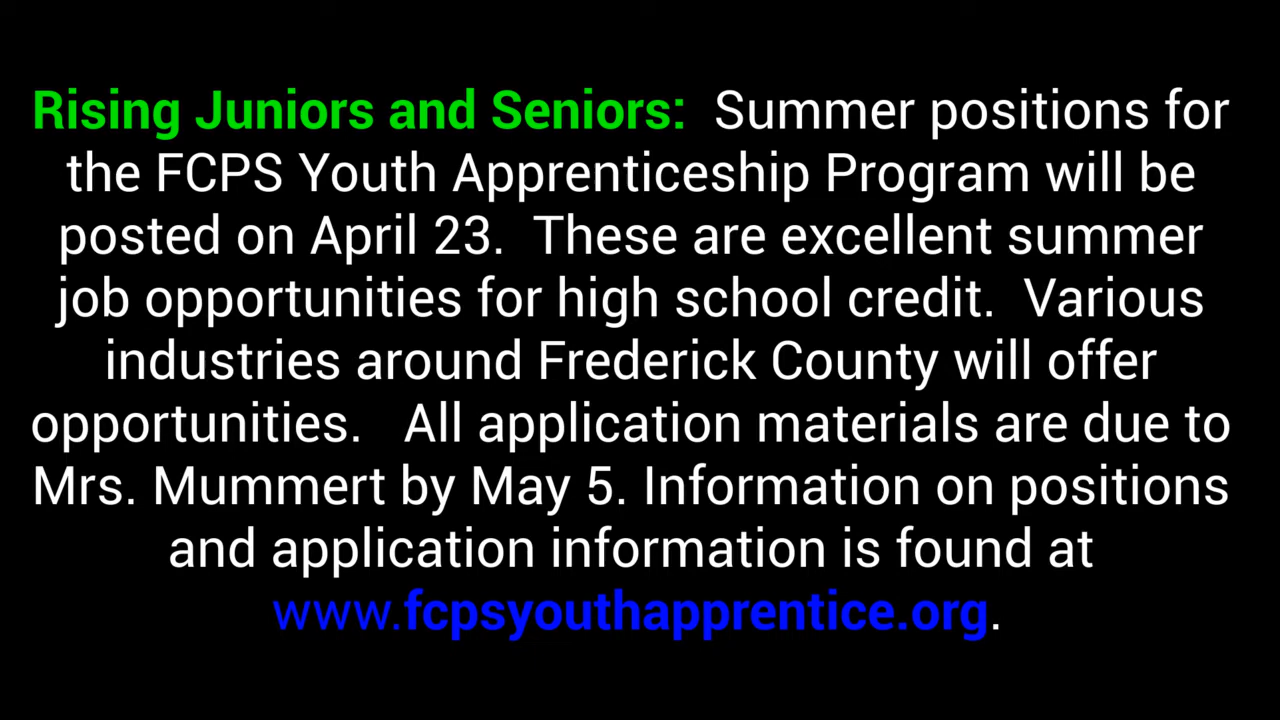 Rising Juniors and Seniors:  Summer positions for
the FCPS Youth Apprenticeship Program will be
posted on April 23.  These are excellent summer
job opportunities for high school credit.  Various
industries around Frederick County will offer
opportunities.   All application materials are due to
Mrs. Mummert by May 5. Information on positions
and application information is found at
www.fcpsyouthapprentice.org.